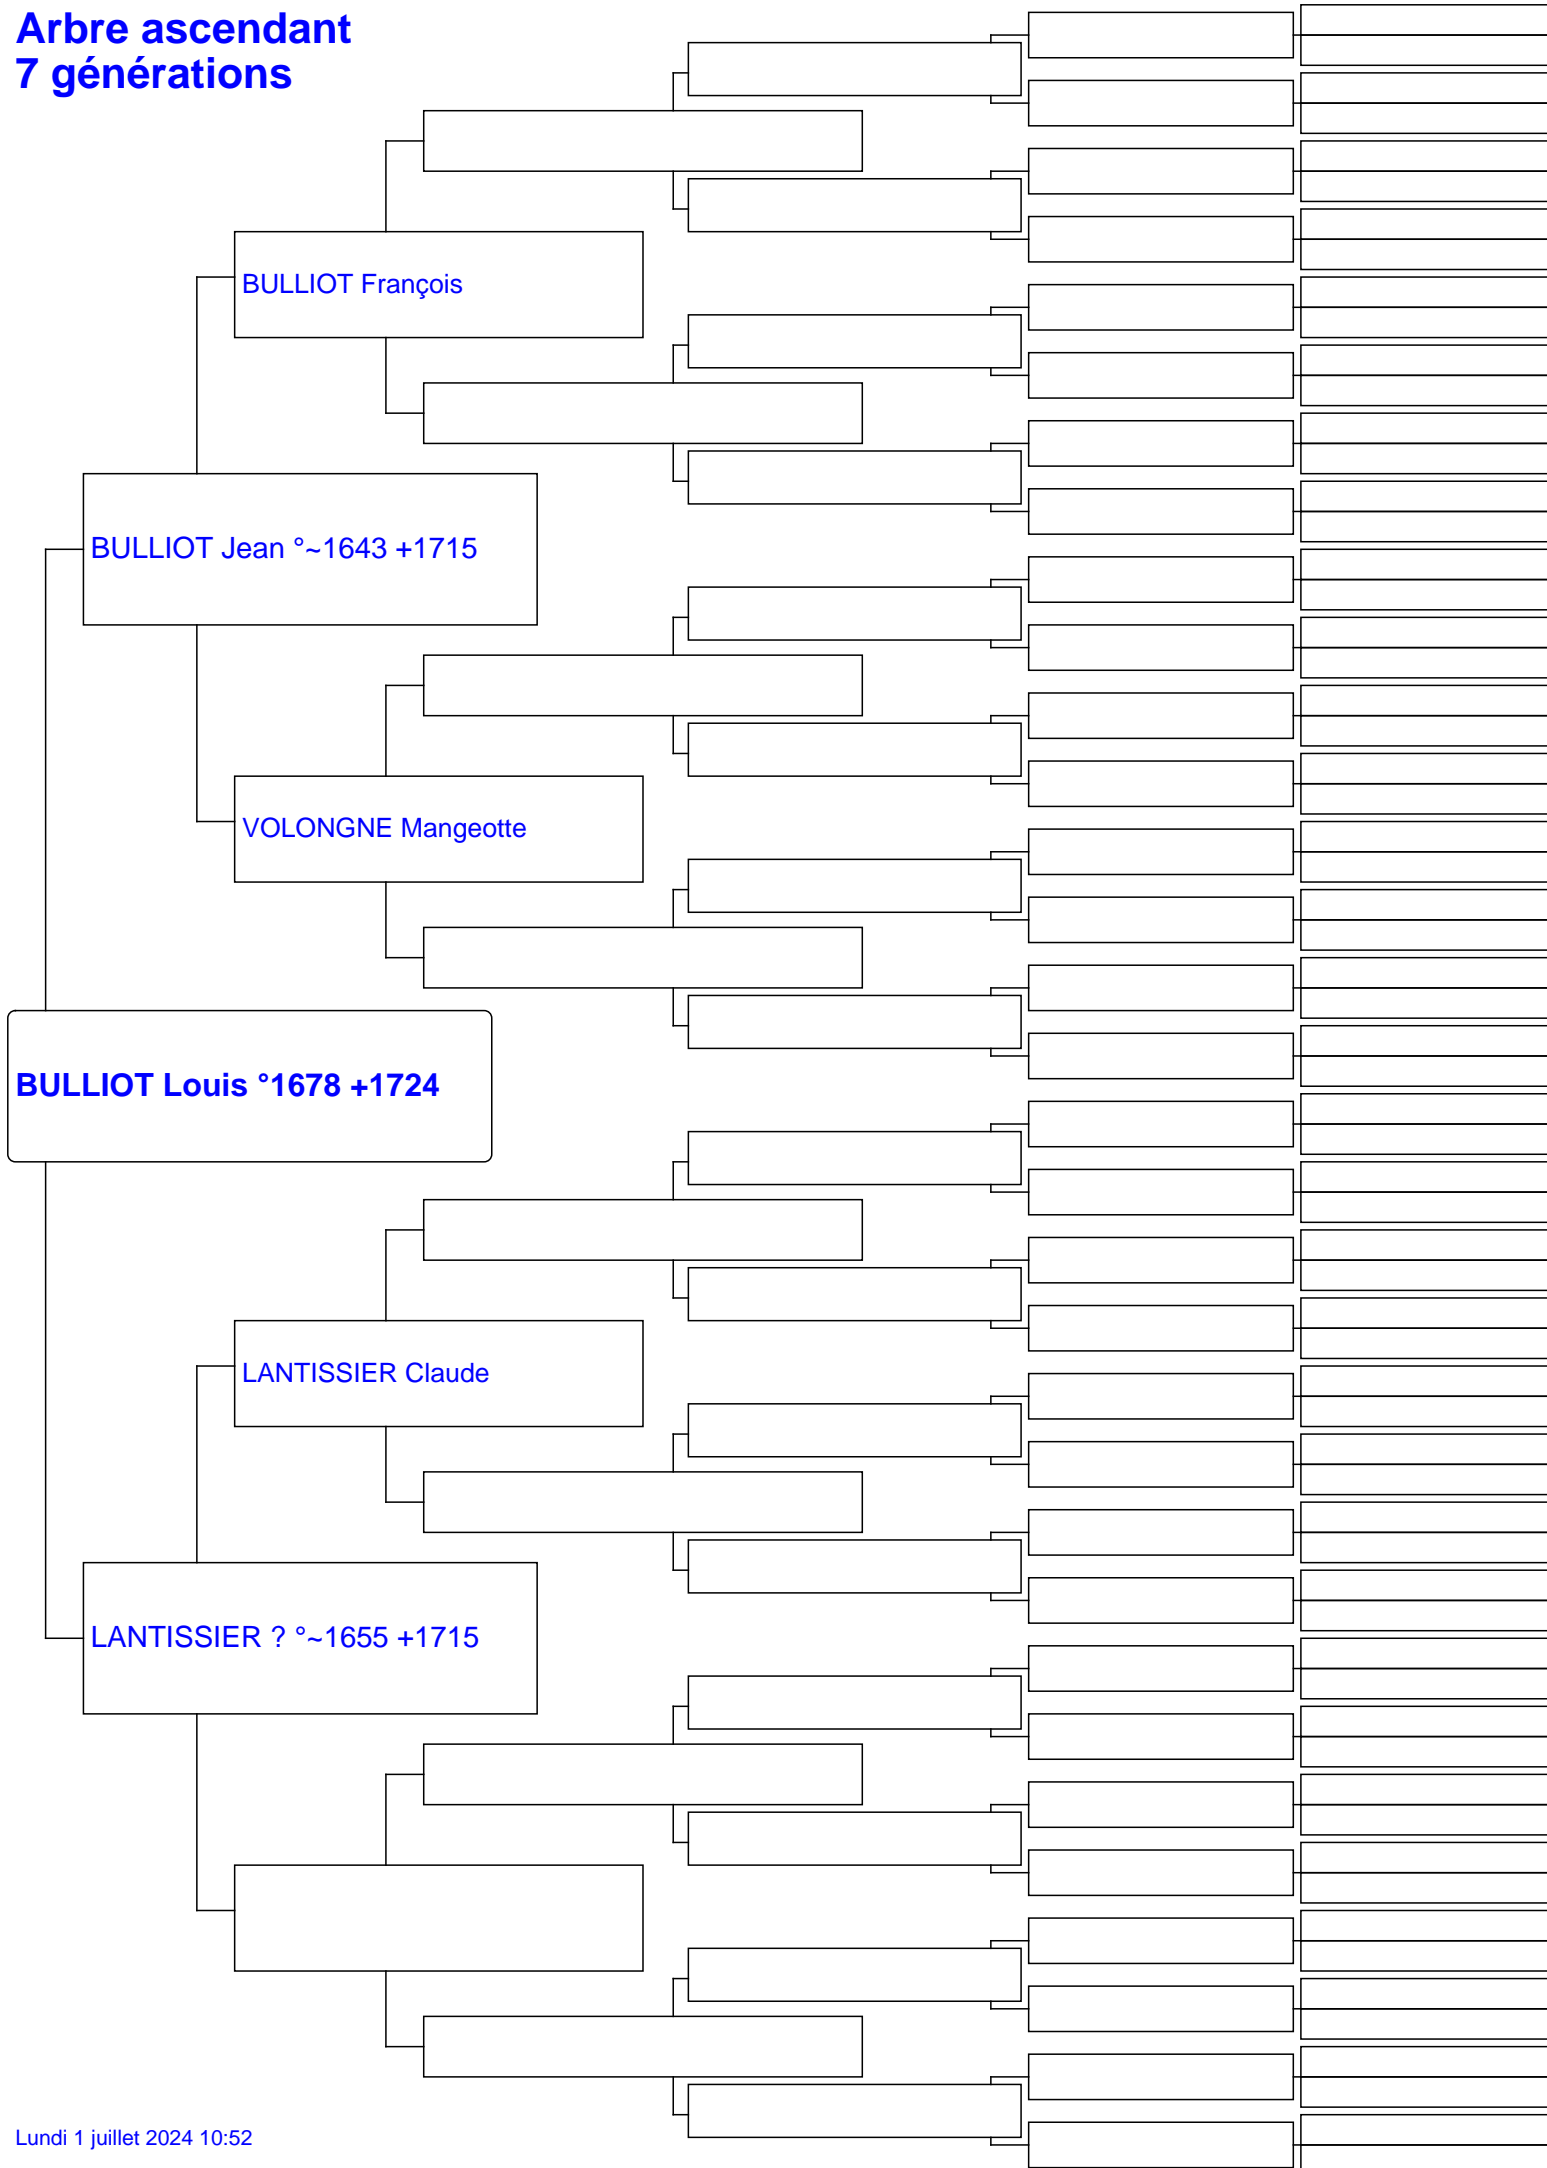 Arbre ascendant
7 générations
BULLIOT François
BULLIOT Jean °~1643 +1715
VOLONGNE Mangeotte
BULLIOT Louis °1678 +1724
LANTISSIER Claude
LANTISSIER ? °~1655 +1715
Lundi 1 juillet 2024 10:52